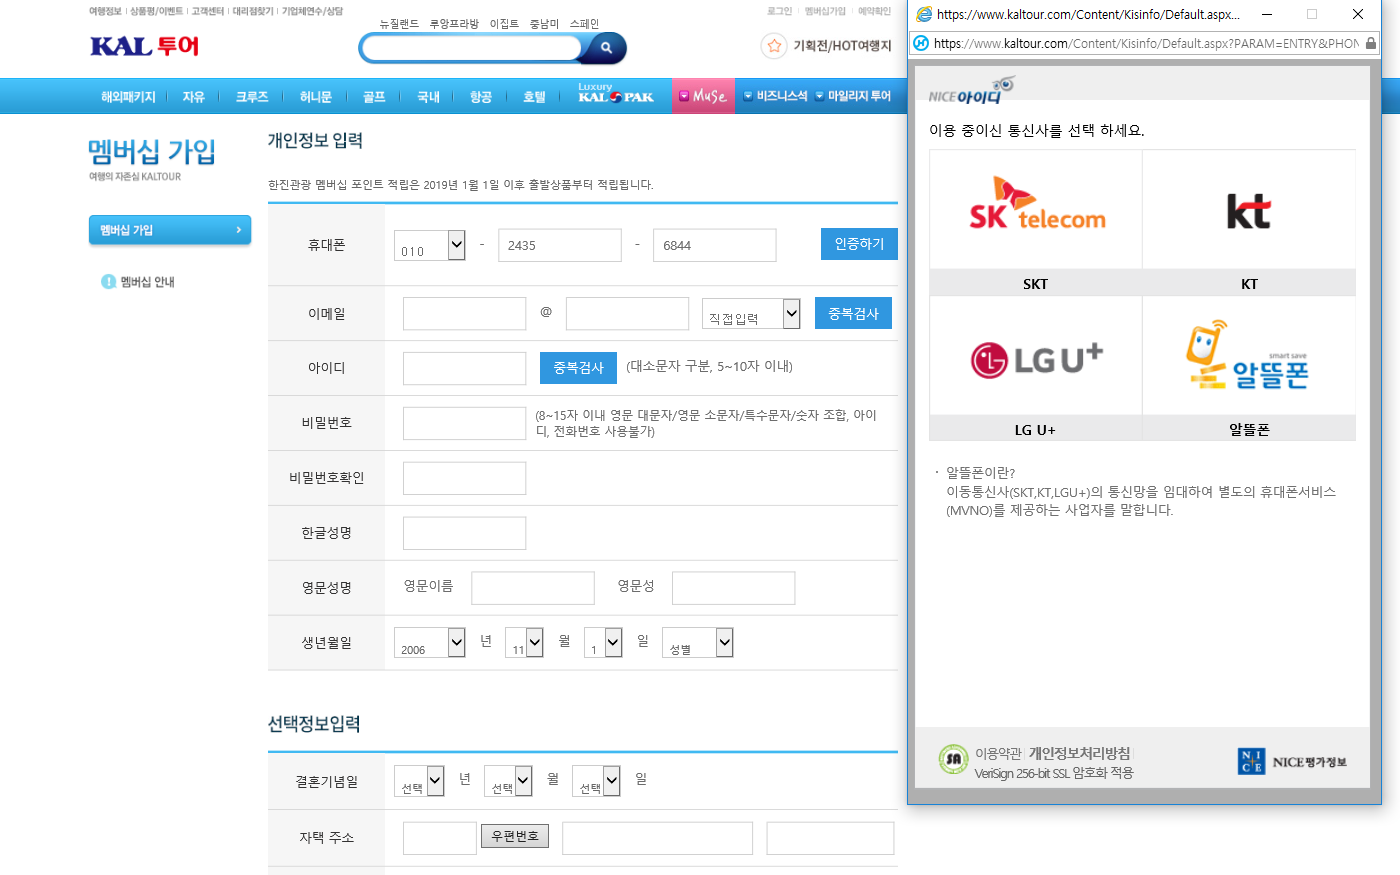 여행정보 | 상품평/이벤트 | 고객센터 | 대리점찾기 | 기업체연수/상담
로그인 | 멤버십가입 | 예약확인
뉴질랜드 루앙프라방 이집트 중남미 스페인
KAL 투어
기획전/HOT여행지
해외패키지 자유 크루즈 허니문 골프 국내 항공 호텔 Luxury KAL PAK MuSe 비즈니스석 마일리지 투어
멤버십 가입
여행의 자존심 KALTOUR
멤버십 가입
멤버십 안내
개인정보 입력
한진관광 멤버십 포인트 적립은 2019년 1월 1일 이후 출발상품부터 적립됩니다.
휴대폰 010 - 2435 - 6844 인증하기
이메일 @ 직접입력 중복검사
아이디 중복검사 (대소문자 구분, 5~10자 이내)
비밀번호 (8~15자 이내 영문 대문자/영문 소문자/특수문자/숫자 조합, 아이
디, 전화번호 사용불가)
비밀번호확인
한글성명
영문성명 영문이름 영문성
생년월일 2006 년 11 월 1 일 성별
선택정보입력
결혼기념일 선택 년 선택 월 선택 일
자택 주소 우편번호
https://www.kaltour.com/Content/Kisinfo/Default.aspx...
https://www.kaltour.com/Content/Kisinfo/Default.aspx?PARAM=ENTRY&PHON
NICE아이디
이용 중이신 통신사를 선택 하세요.
SK telecom
kt
SKT
KT
LG U+
smart save
알뜰폰
LG U+
알뜰폰
· 알뜰폰이란?
이동통신사(SKT,KT,LGU+)의 통신망을 임대하여 별도의 휴대폰서비스
(MVNO)를 제공하는 사업자를 말합니다.
SA
이용약관 | 개인정보처리방침 |
VeriSign 256-bit SSL 암호화 적용
NICE NICE평가정보